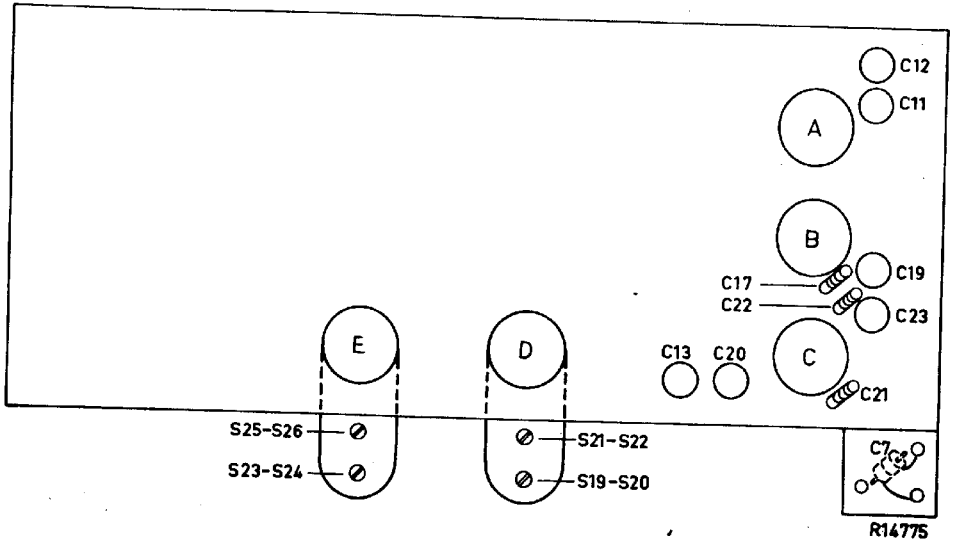 C12
C11
A
B
C19
C17
C22
C23
E
D
C13
C20
C
C21
S25-S26
S21-S22
C7
S23-S24
S19-S20
R14775